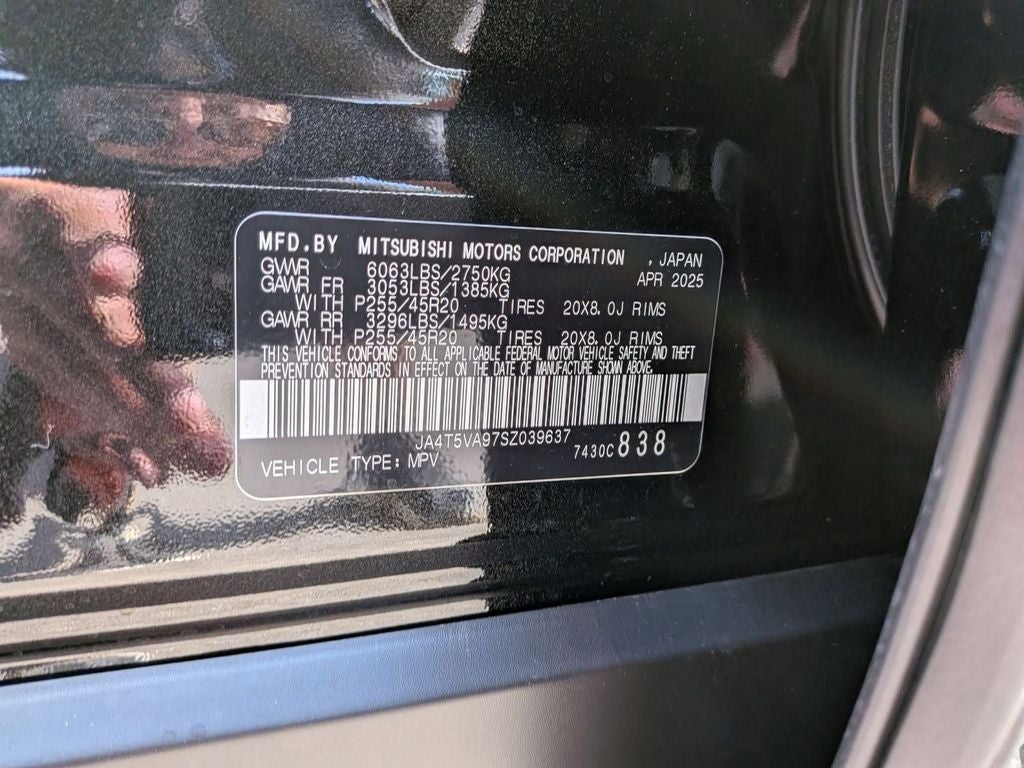 MFD.BY MITSUBISHI MOTORS CORPORATION , JAPAN
GVWR 6063LBS/2750KG APR 2025
GAWR FR 3053LBS/1385KG
WITH P255/45R20 TIRES 20X8.0J RIMS
GAWR RR 3296LBS/1495KG
WITH P255/45R20 TIRES 20X8.0J RIMS
THIS VEHICLE CONFORMS TO ALL APPLICABLE FEDERAL MOTOR VEHICLE SAFETY AND THEFT
PREVENTION STANDARDS IN EFFECT ON THE DATE OF MANUFACTURE SHOWN ABOVE.
JA4T5VA97SZ039637
VEHICLE TYPE: MPV 7430C 838